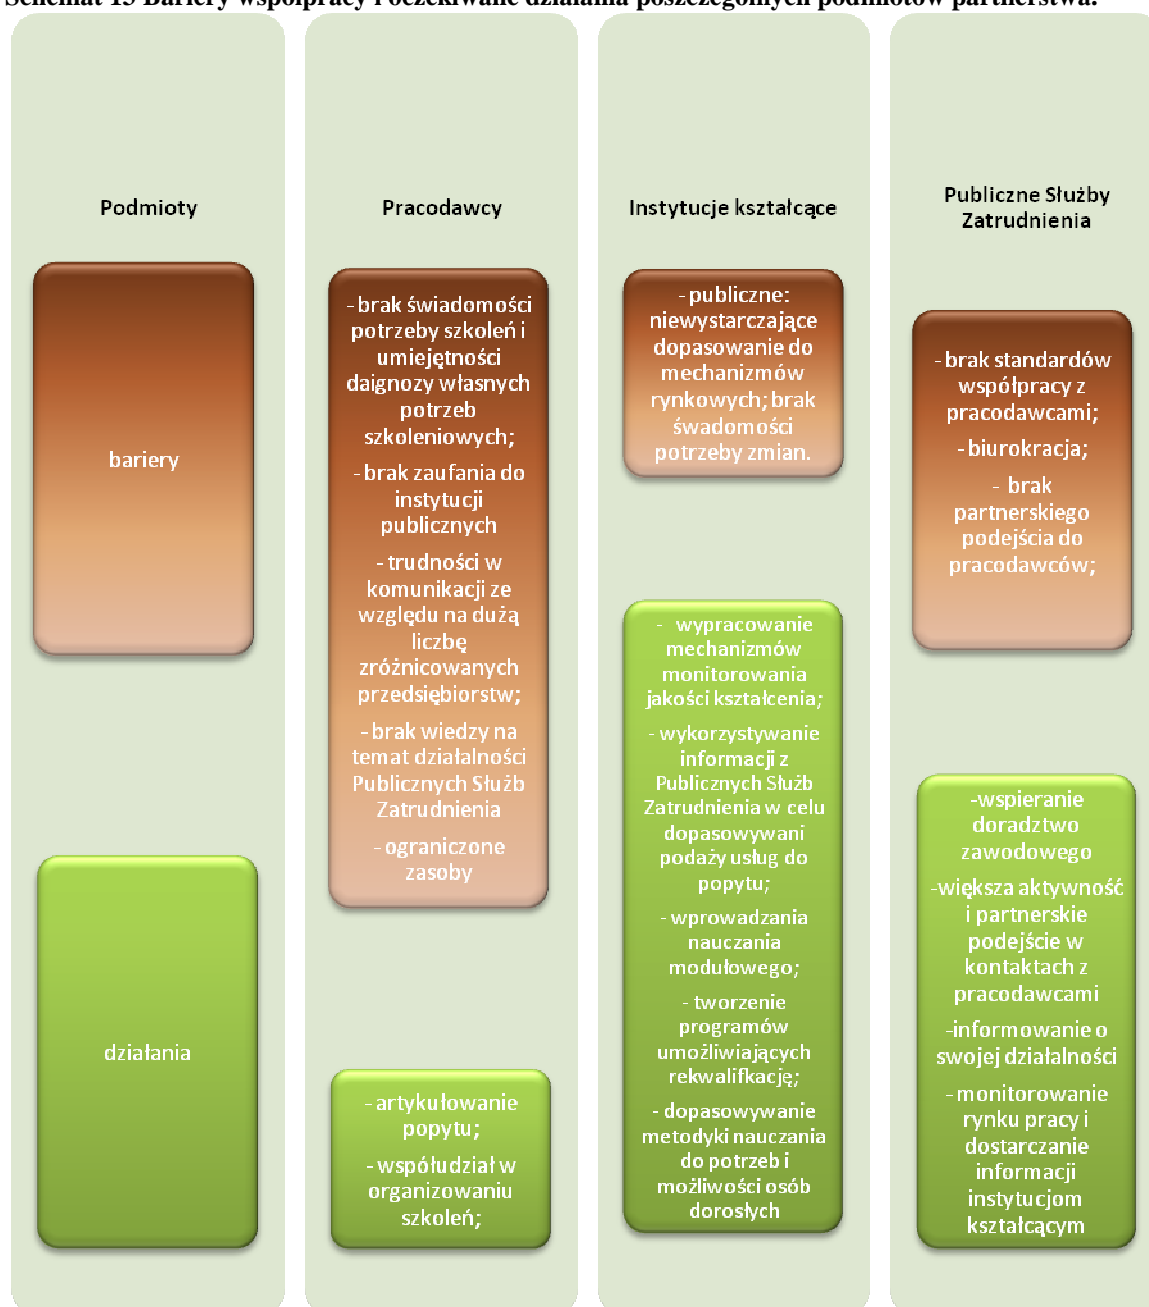 Schemat 13 Bariery współpracy i oczekiwane działania poszczególnych podmiotów partnerstwa.
Podmioty
bariery
działania
Pracodawcy
- brak świadomości
potrzeby szkoleń i
umiejętności
daignozy własnych
potrzeb
szkoleniowych;
- brak zaufania do
instytucji
publicznych
- trudności w
komunikacji ze
względu na dużą
liczbę
zróżnicowanych
przedsiębiorstw;
- brak wiedzy na
temat działalności
Publicznych Służb
Zatrudnienia
- ograniczone
zasoby
- artykułowanie
popytu;
- współudział w
organizowaniu
szkoleń;
Instytucje kształcące
- publiczne:
niewystarczające
dopasowanie do
mechanizmów
rynkowych; brak
śwadomości
potrzeby zmian.
- wypracowanie
mechanizmów
monitorowania
jakości kształcenia;
- wykorzystywanie
informacji z
Publicznych Służb
Zatrudnienia w celu
dopasowywani
podaży usług do
popytu;
- wprowadzania
nauczania
modułowego;
- tworzenie
programów
umożliwiających
rekwalifkację;
- dopasowywanie
metodyki nauczania
do potrzeb i
możliwości osób
dorosłych
Publiczne Służby
Zatrudnienia
- brak standardów
współpracy z
pracodawcami;
- biurokracja;
- brak
partnerskiego
podejścia do
pracodawców;
-wspieranie
doradztwo
zawodowego
-większa aktywność
i partnerskie
podejście w
kontaktach z
pracodawcami
-informowanie o
swojej działalności
- monitorowanie
rynku pracy i
dostarczanie
informacji
instytucjom
kształcącym